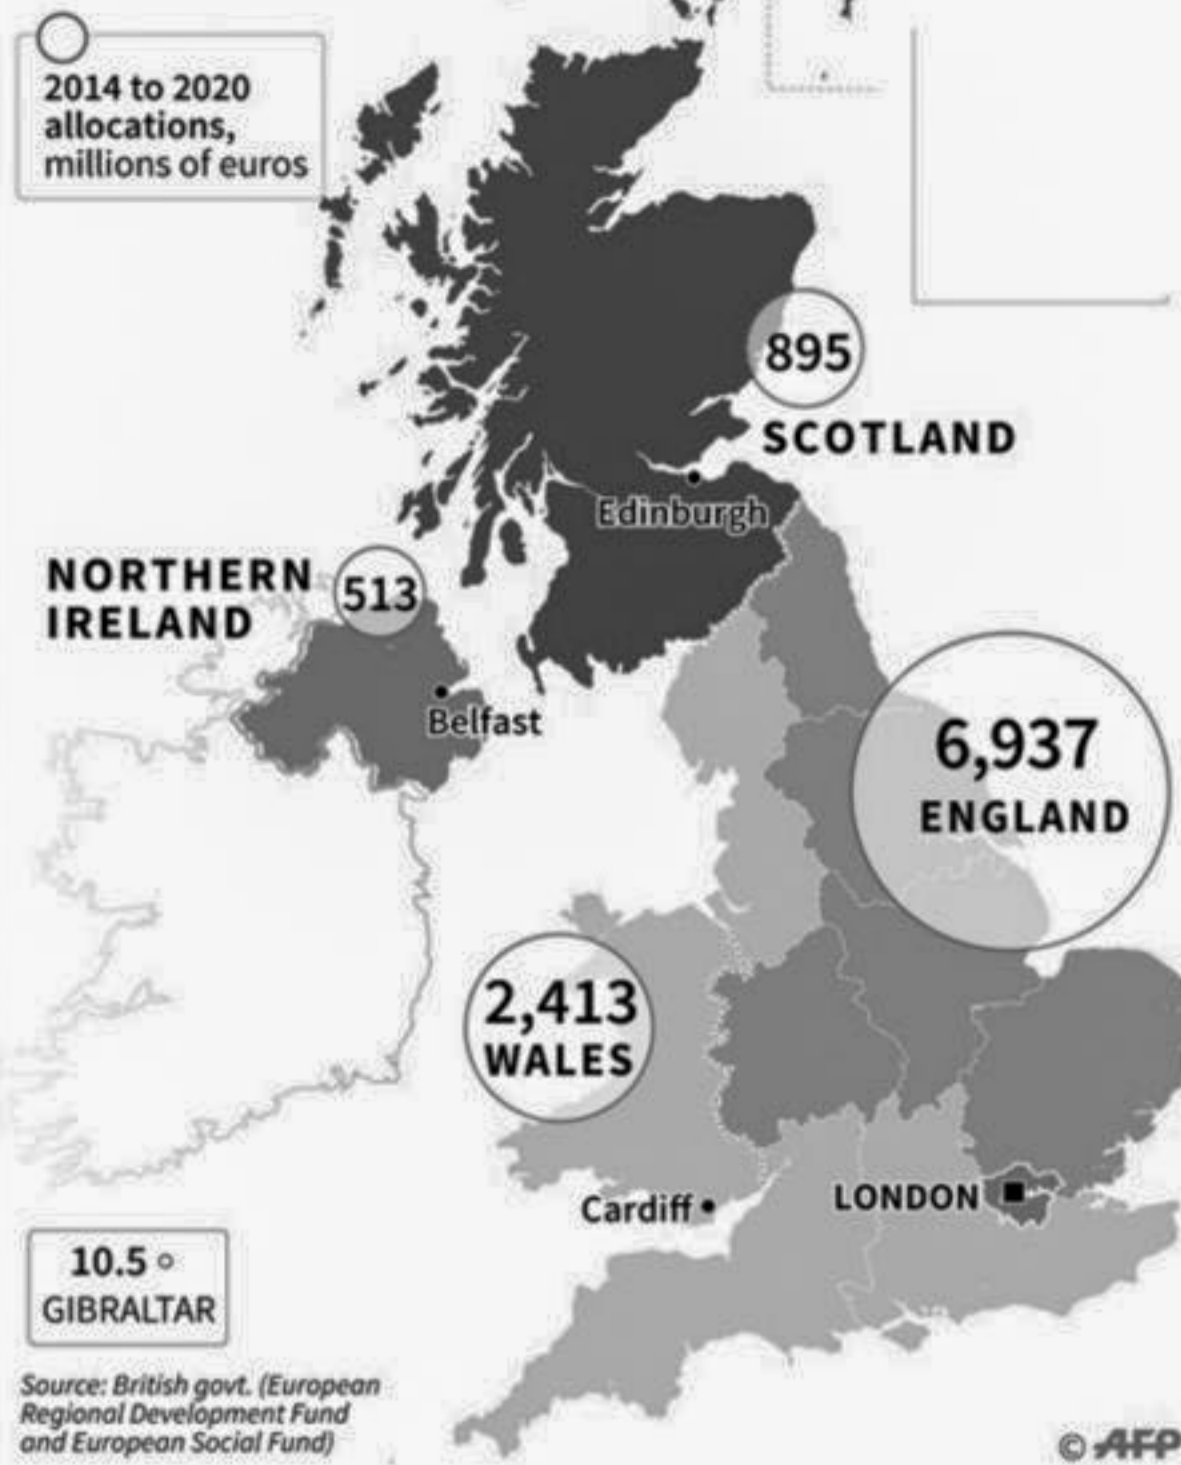 2014 to 2020
allocations,
millions of euros
895
SCOTLAND
Edinburgh
NORTHERN
IRELAND
513
Belfast
6,937
ENGLAND
2,413
WALES
Cardiff
LONDON
10.5
GIBRALTAR
Source: British govt. (European
Regional Development Fund
and European Social Fund)
© AFP